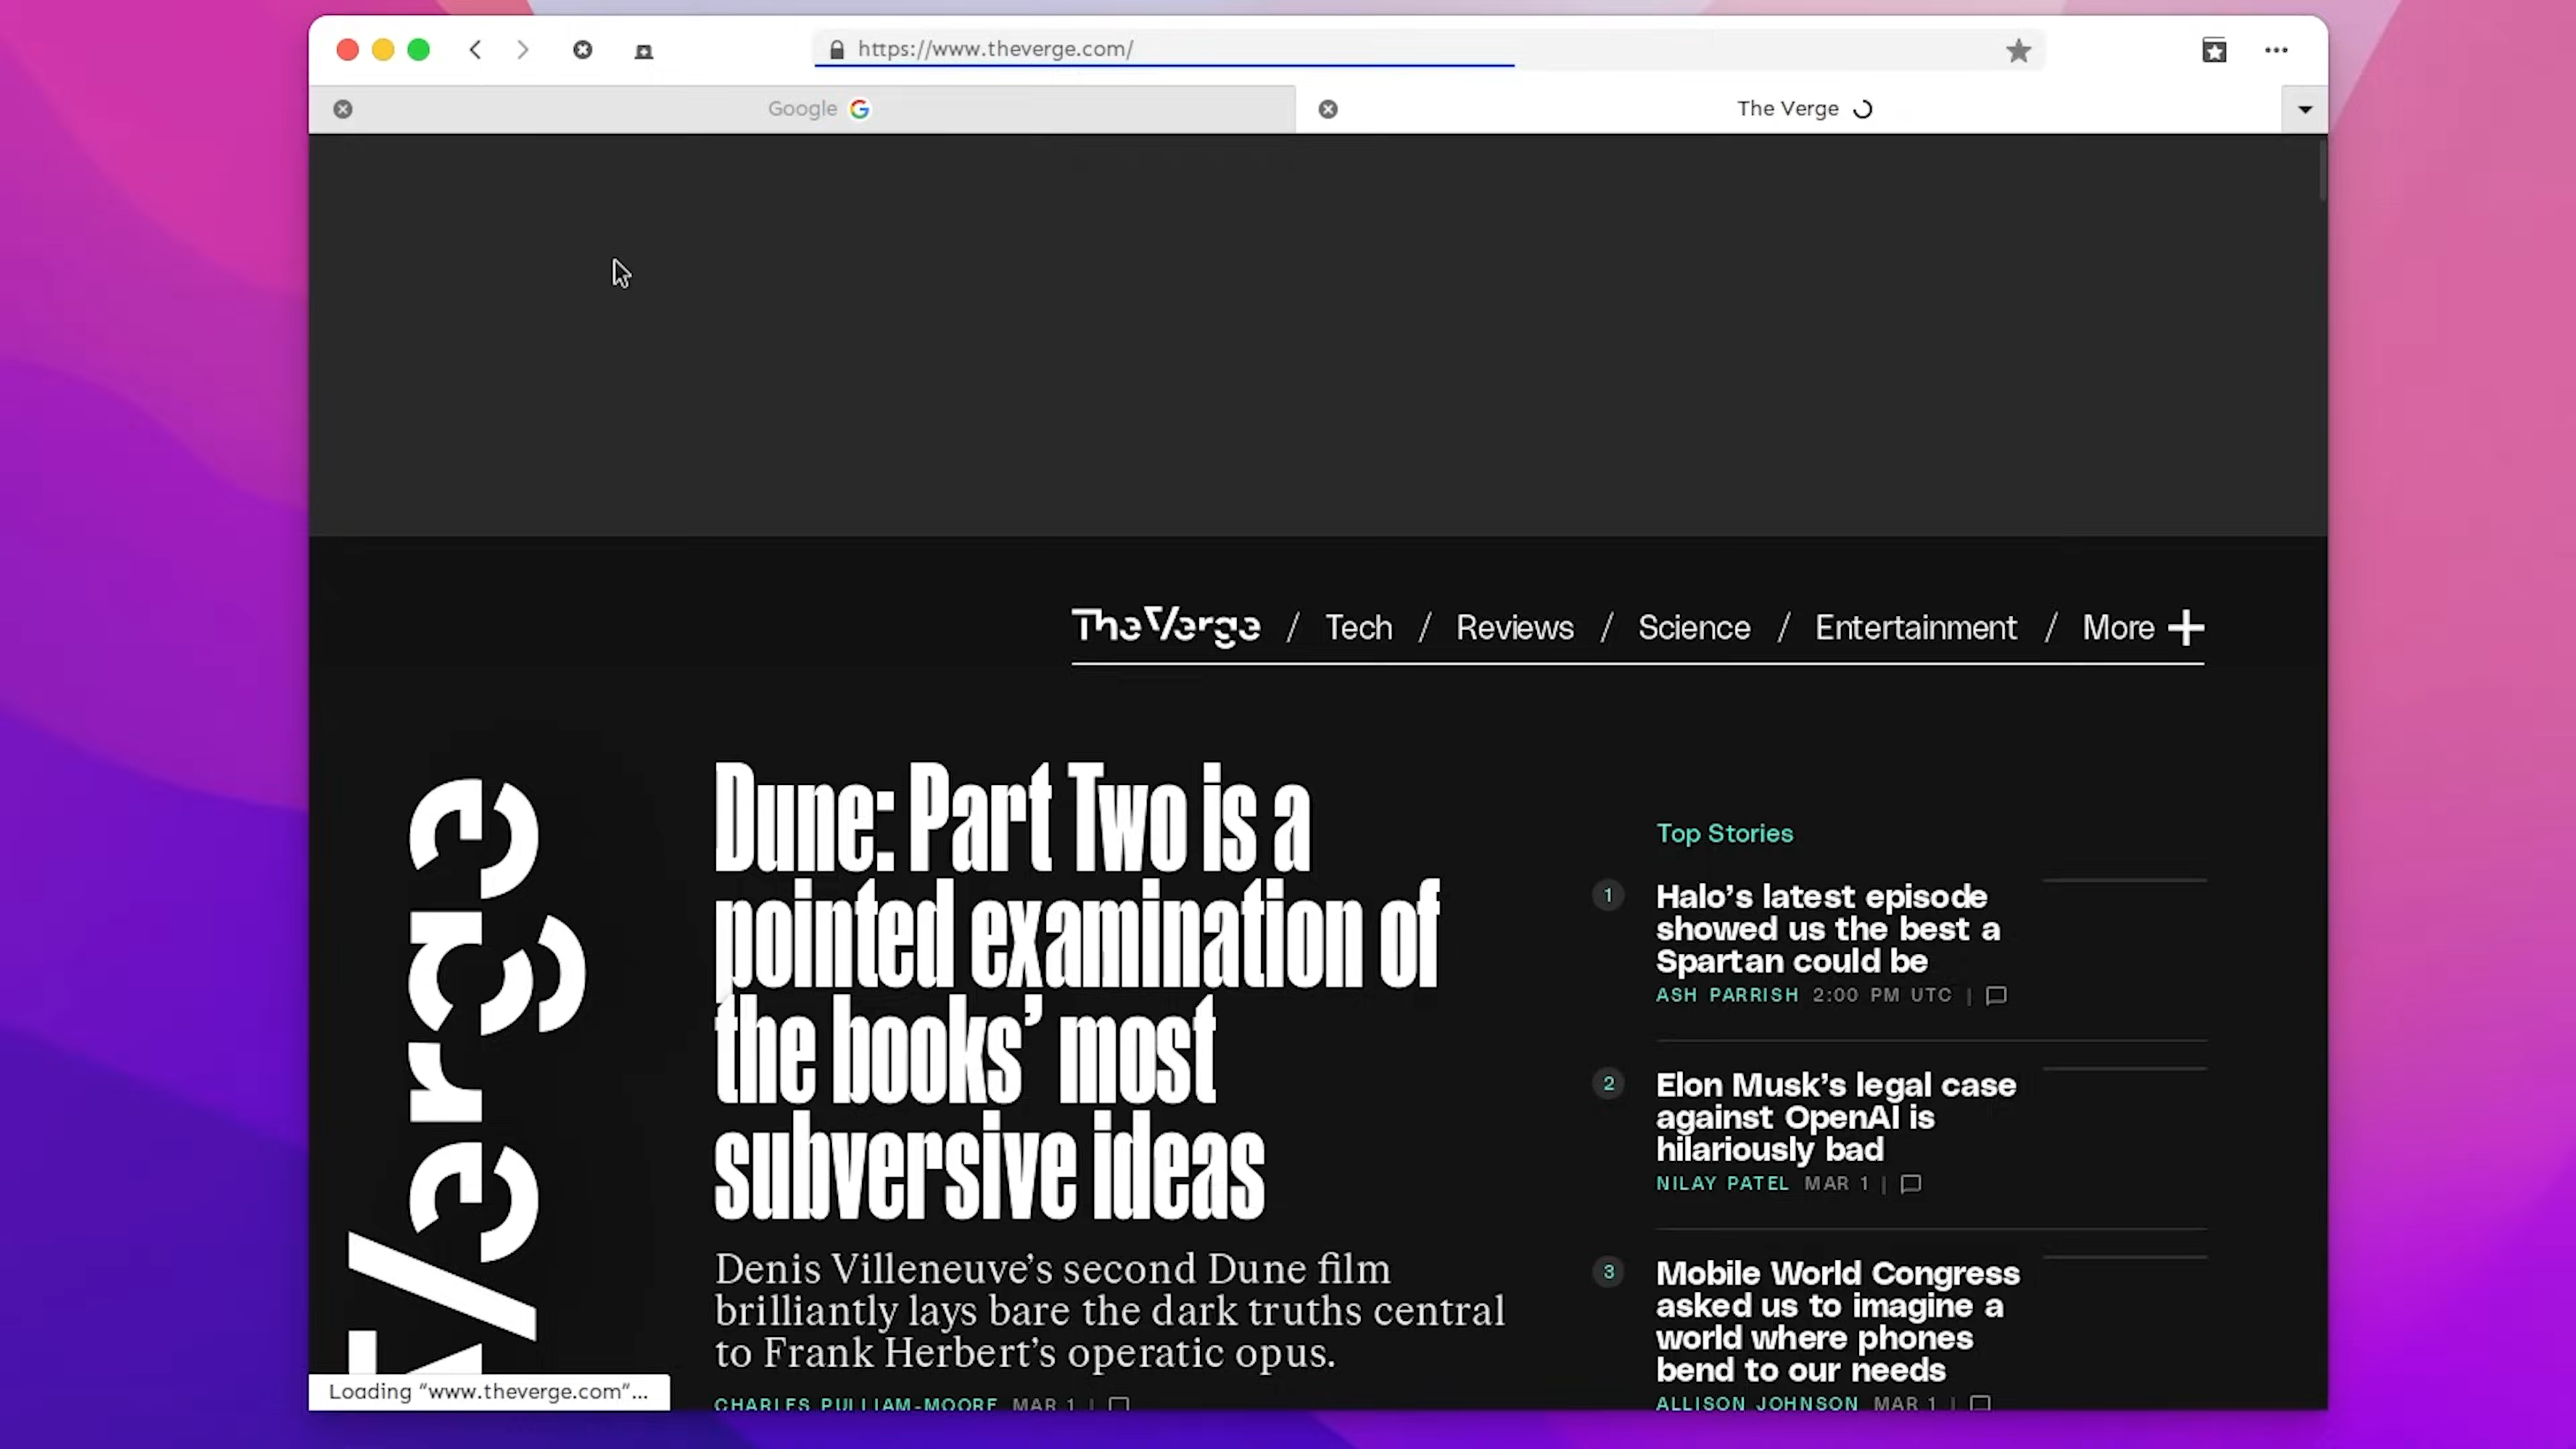 https://www.theverge.com/
Google
The Verge
The Verge / Tech / Reviews / Science / Entertainment / More
Verge
Dune: Part Two is a
pointed examination of
the books’ most
subversive ideas
Denis Villeneuve’s second Dune film
brilliantly lays bare the dark truths central
to Frank Herbert’s operatic opus.
CHARLES PULLIAM-MOORE MAR 1 |
Top Stories
1
Halo’s latest episode
showed us the best a
Spartan could be
ASH PARRISH 2:00 PM UTC |
2
Elon Musk’s legal case
against OpenAI is
hilariously bad
NILAY PATEL MAR 1 |
3
Mobile World Congress
asked us to imagine a
world where phones
bend to our needs
ALLISON JOHNSON MAR 1 |
Loading “www.theverge.com”…